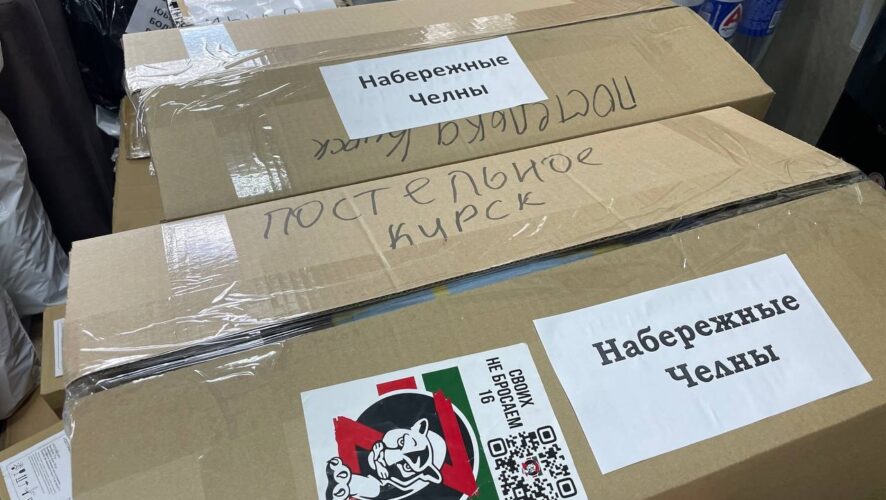 Набережные
Челны
ПОСТЕЛЬКА КУРСК
ПОСТЕЛЬНОЕ
КУРСК
Набережные
Челны
СВОИХ
НЕ БРОСАЕМ
16